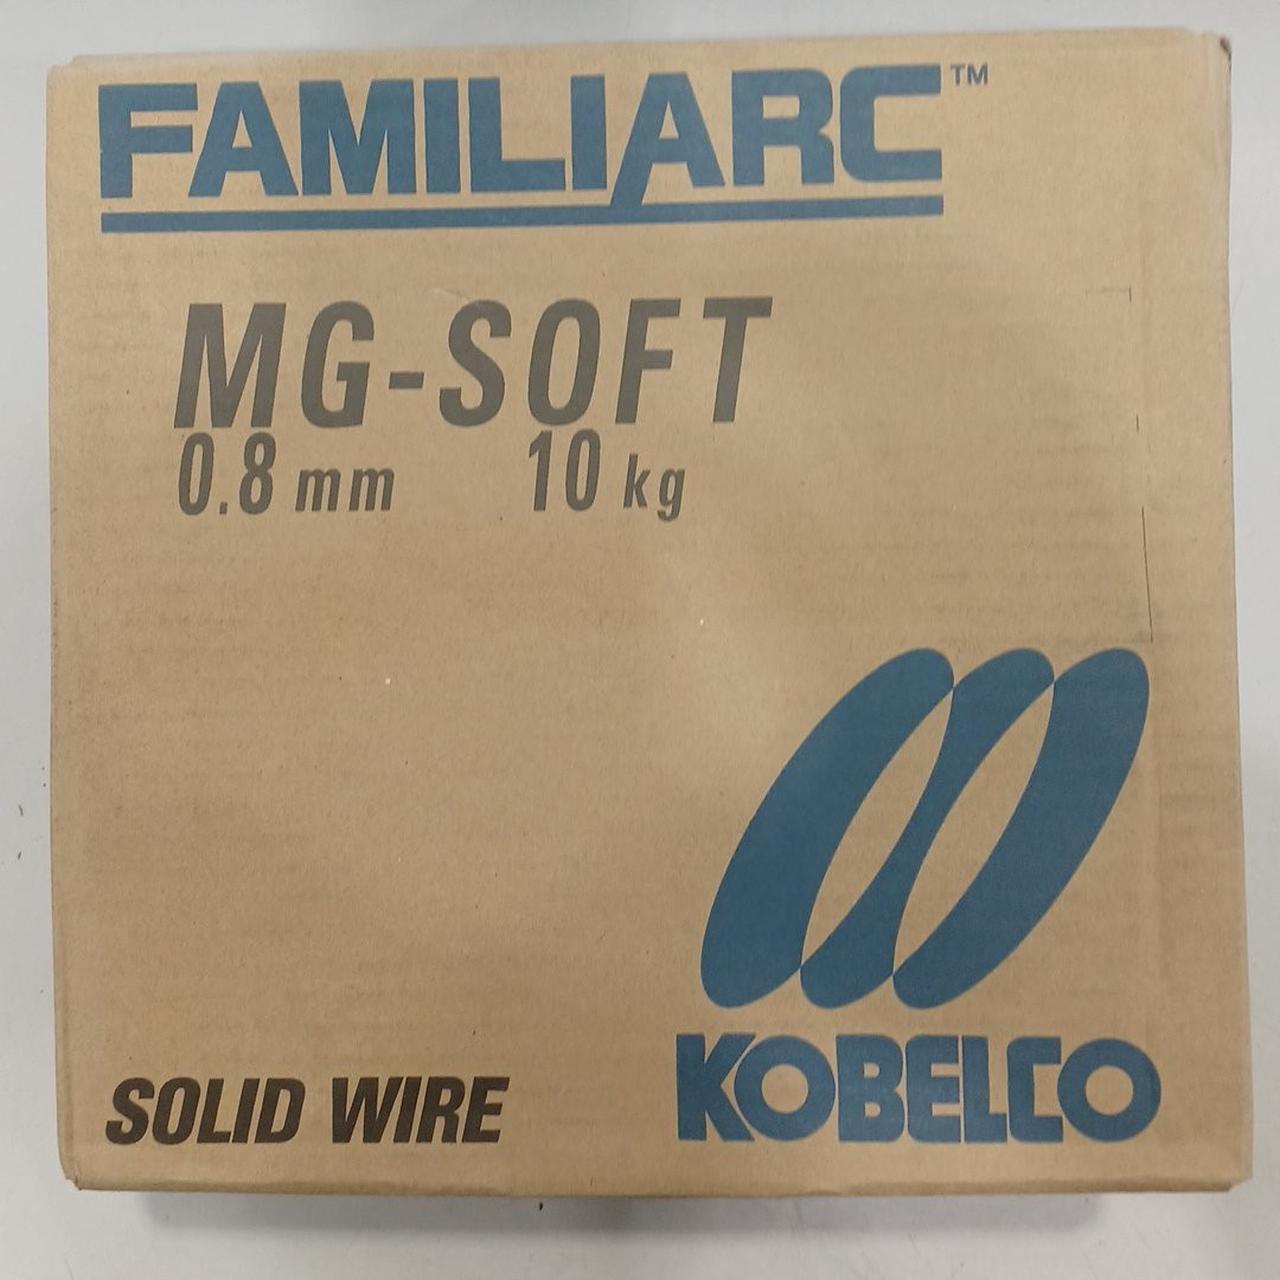 FAMILIARC™
MG-SOFT
0.8 mm 10 kg
KOBELCO
SOLID WIRE